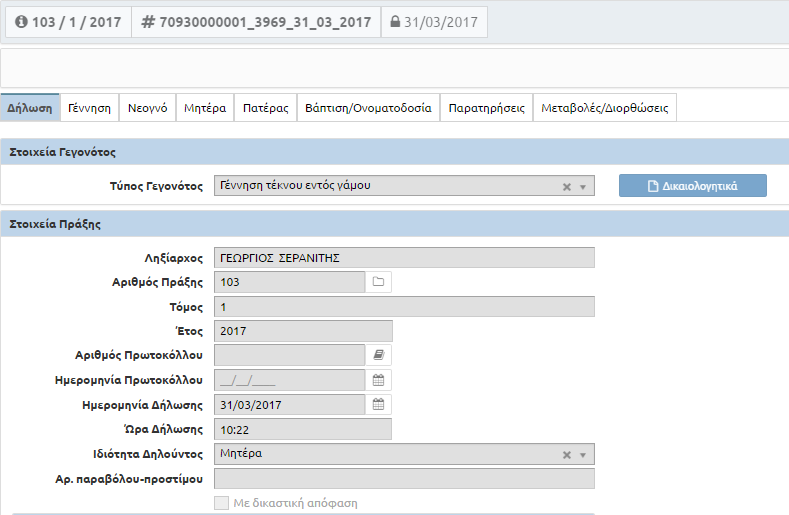 103 / 1 / 2017 # 70930000001_3969_31_03_2017 31/03/2017
Δήλωση Γέννηση Νεογνό Μητέρα Πατέρας Βάπτιση/Ονοματοδοσία Παρατηρήσεις Μεταβολές/Διορθώσεις
Στοιχεία Γεγονότος
Τύπος Γεγονότος Γέννηση τέκνου εντός γάμου Δικαιολογητικά
Στοιχεία Πράξης
Ληξίαρχος ΓΕΩΡΓΙΟΣ ΣΕΡΑΝΙΤΗΣ
Αριθμός Πράξης 103
Τόμος 1
Έτος 2017
Αριθμός Πρωτοκόλλου
Ημερομηνία Πρωτοκόλλου __/__/____
Ημερομηνία Δήλωσης 31/03/2017
Ώρα Δήλωσης 10:22
Ιδιότητα Δηλούντος Μητέρα
Αρ. παραβόλου-προστίμου
Με δικαστική απόφαση